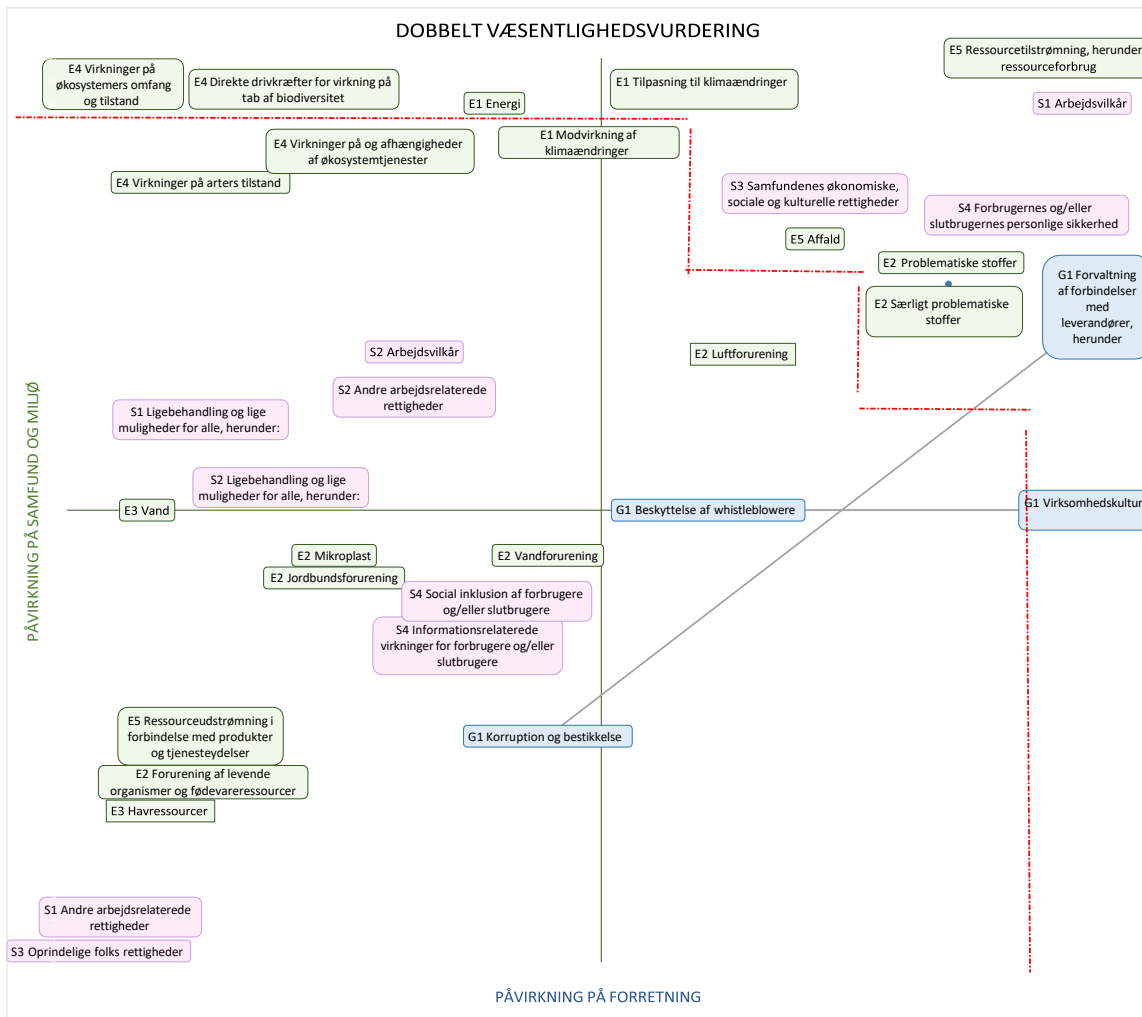 DOBBELT VÆSENTLIGHEDSVURDERING
E4 Virkninger på
økosystemers omfang
og tilstand
E4 Direkte drivkræfter for virkning på
tab af biodiversitet
E1 Energi
E1 Tilpasning til klimaændringer
E5 Ressourcetilstrømning, herunder
ressourceforbrug
S1 Arbejdsvilkår
E4 Virkninger på og afhængigheder
af økosystemtjenester
E1 Modvirkning af
klimaændringer
E4 Virkninger på arters tilstand
S3 Samfundenes økonomiske,
sociale og kulturelle rettigheder
S4 Forbrugernes og/eller
slutbrugernes personlige sikkerhed
E5 Affald
E2 Problematiske stoffer
G1 Forvaltning
af forbindelser
med
leverandører,
herunder
E2 Særligt problematiske
stoffer
S2 Arbejdsvilkår
E2 Luftforurening
S2 Andre arbejdsrelaterede
rettigheder
S1 Ligebehandling og lige
muligheder for alle, herunder:
S2 Ligebehandling og lige
muligheder for alle, herunder:
E3 Vand
G1 Beskyttelse af whistleblowere
G1 Virksomhedskultur
PÅVIRKNING PÅ SAMFUND OG MILJØ
E2 Mikroplast
E2 Vandforurening
E2 Jordbundsforurening
S4 Social inklusion af forbrugere
og/eller slutbrugere
S4 Informationsrelaterede
virkninger for forbrugere og/eller
slutbrugere
E5 Ressourceudstrømning i
forbindelse med produkter
og tjenesteydelser
G1 Korruption og bestikkelse
E2 Forurening af levende
organismer og fødevareressourcer
E3 Havressourcer
S1 Andre arbejdsrelaterede
rettigheder
S3 Oprindelige folks rettigheder
PÅVIRKNING PÅ FORRETNING